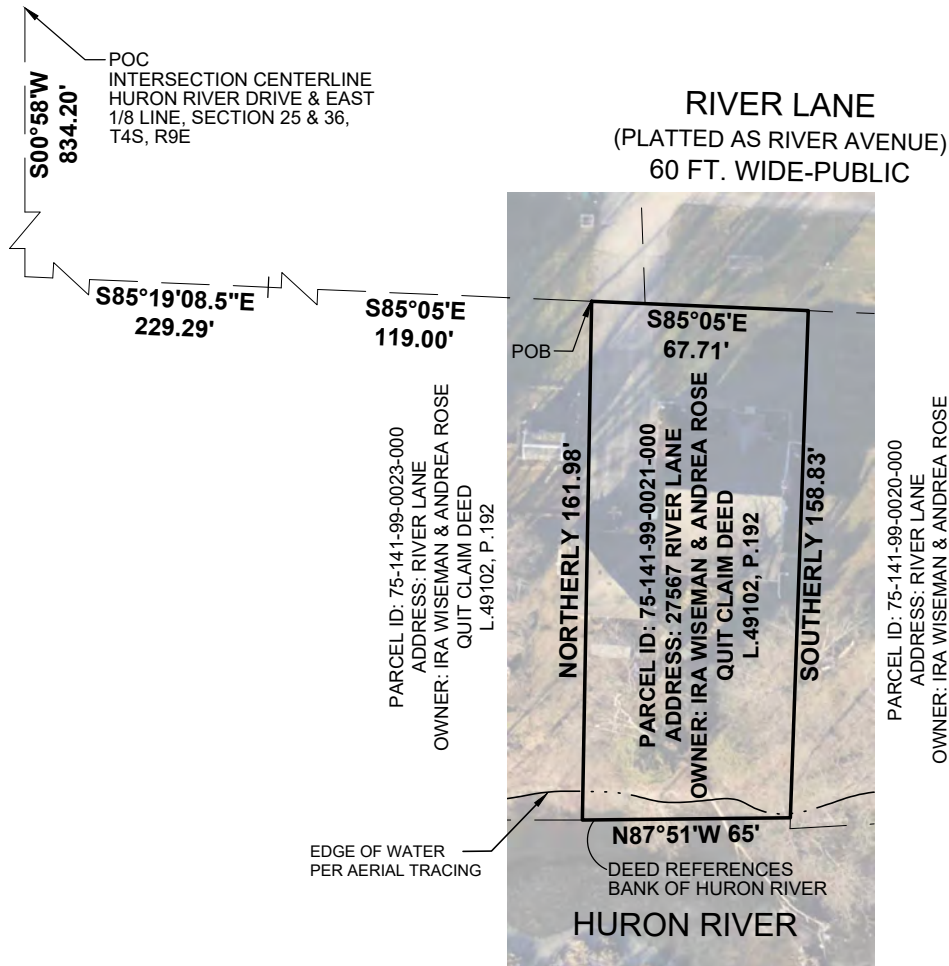 POC
INTERSECTION CENTERLINE
HURON RIVER DRIVE & EAST
1/8 LINE, SECTION 25 & 36,
T4S, R9E
S00°58'W
834.20'
RIVER LANE
(PLATTED AS RIVER AVENUE)
60 FT. WIDE-PUBLIC
S85°19'08.5"E
229.29'
S85°05'E
119.00'
S85°05'E
67.71'
POB
PARCEL ID: 75-141-99-0023-000
ADDRESS: RIVER LANE
OWNER: IRA WISEMAN & ANDREA ROSE
QUIT CLAIM DEED
L.49102, P.192
NORTHERLY 161.98'
PARCEL ID: 75-141-99-0021-000
ADDRESS: 27567 RIVER LANE
OWNER: IRA WISEMAN & ANDREA ROSE
QUIT CLAIM DEED
L.49102, P.192
SOUTHERLY 158.83'
PARCEL ID: 75-141-99-0020-000
ADDRESS: RIVER LANE
OWNER: IRA WISEMAN & ANDREA ROSE
N87°51'W 65'
EDGE OF WATER
PER AERIAL TRACING
DEED REFERENCES
BANK OF HURON RIVER
HURON RIVER